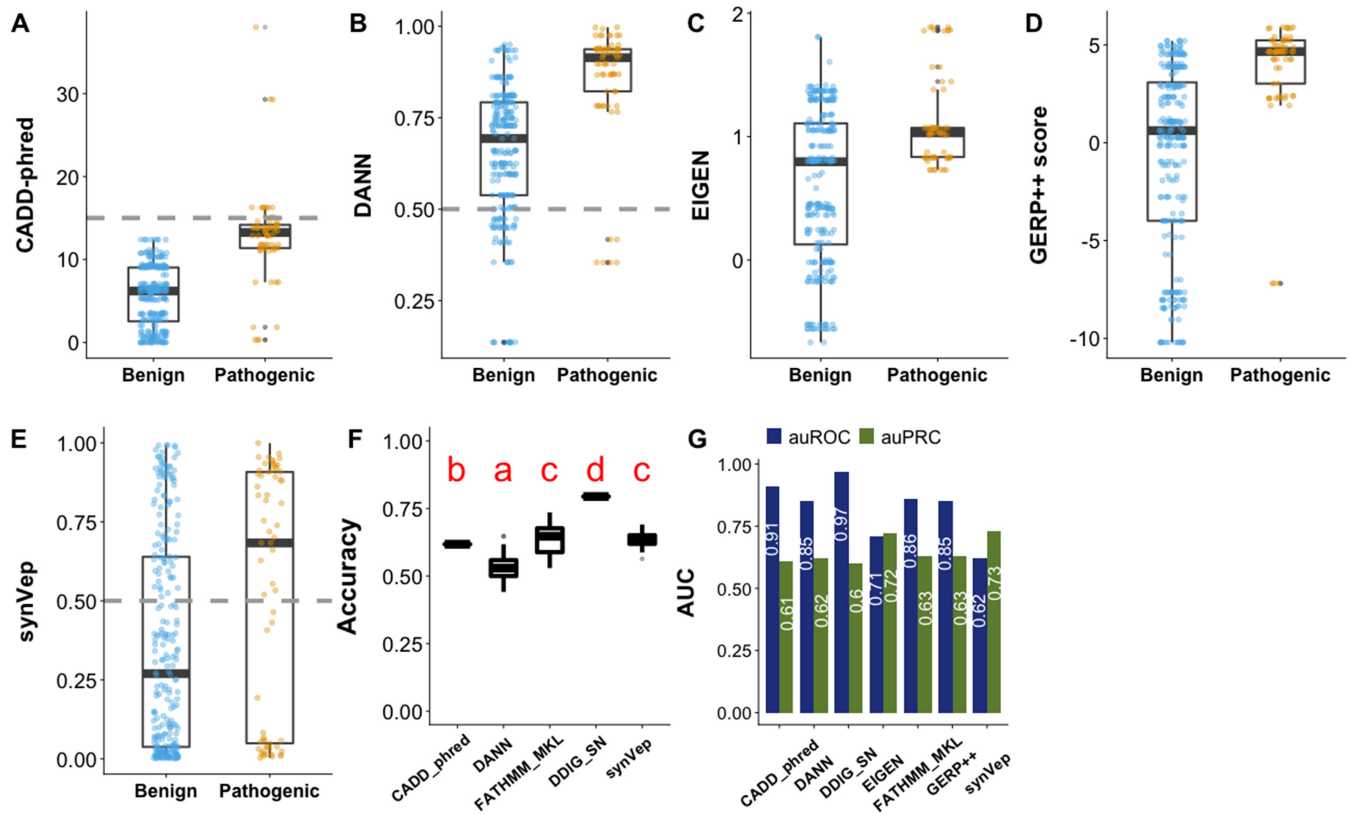 A
CADD-phred
30
20
10
0
Benign
Pathogenic
B
DANN
1.00
0.75
0.50
0.25
Benign
Pathogenic
C
EIGEN
2
1
0
Benign
Pathogenic
D
GERP++ score
5
0
-5
-10
Benign
Pathogenic
E
synVep
1.00
0.75
0.50
0.25
0.00
Benign
Pathogenic
F
Accuracy
1.00
0.75
0.50
0.25
0.00
b
a
c
d
c
CADD_phred
DANN
FATHMM_MKL
DDIG_SN
synVep
G
auROC
auPRC
AUC
1.00
0.75
0.50
0.25
0.00
0.91
0.61
0.85
0.62
0.97
0.6
0.71
0.72
0.86
0.63
0.85
0.63
0.62
0.73
CADD_phred
DANN
DDIG_SN
EIGEN
FATHMM_MKL
GERP++
synVep